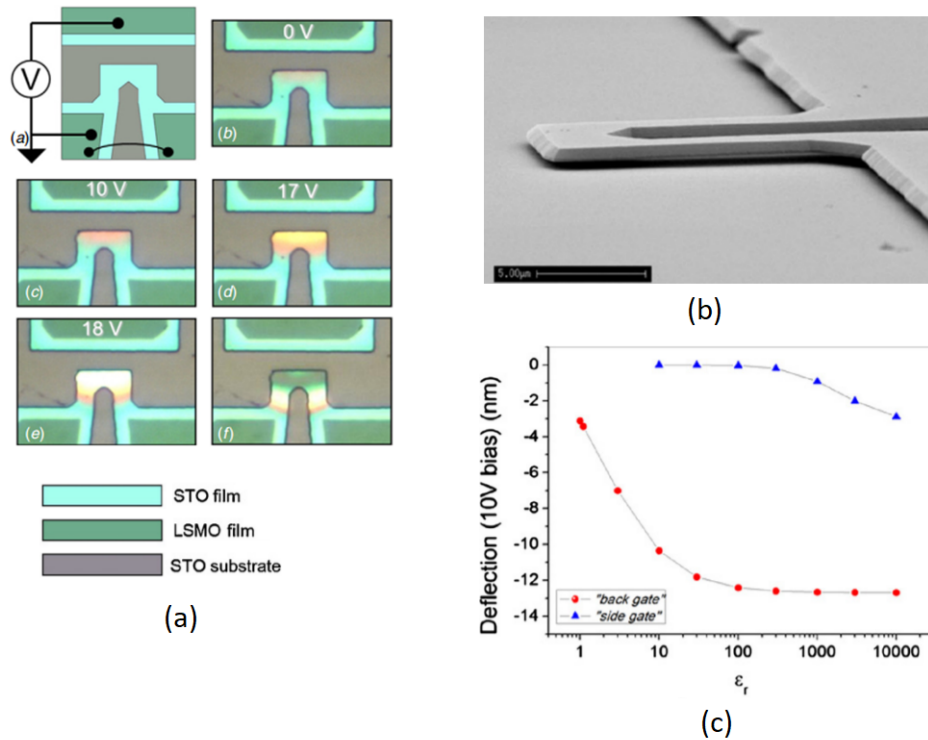 V
(a)
0 V
(b)
10 V
(c)
17 V
(d)
18 V
(e)
(f)
STO film
LSMO film
STO substrate
(a)
5.00μm
(b)
Deflection (10V bias) (nm)
0
-2
-4
-6
-8
-10
-12
-14
"back gate"
"side gate"
1
10
100
1000
10000
εr
(c)